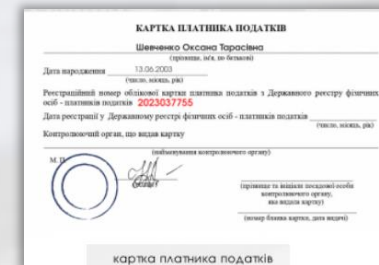 КАРТКА ПЛАТНИКА ПОДАТКІВ
Шевченко Оксана Тарасівна
(прізвище, ім'я, по батькові)
Дата народження 13.06.2003
(число, місяць, рік)
Реєстраційний номер облікової картки платника податків з Державного реєстру фізичних
осіб - платників податків 2023037755
Дата реєстрації у Державному реєстрі фізичних осіб - платників податків
(число, місяць, рік)
Контролюючий орган, що видав картку
(найменування контролюючого органу)
М. П.
(прізвище та ініціали посадової особи
контролюючого органу,
яка видала картку)
(номер бланка картки, дата видачі)
картка платника податків